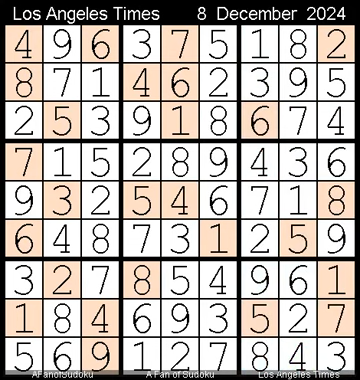 Los Angeles Times 8 December 2024
4 9 6 3 7 5 1 8 2
8 7 1 4 6 2 3 9 5
2 5 3 9 1 8 6 7 4
7 1 5 2 8 9 4 3 6
9 3 2 5 4 6 7 1 8
6 4 8 7 3 1 2 5 9
3 2 7 8 5 4 9 6 1
1 8 4 6 9 3 5 2 7
5 6 9 1 2 7 8 4 3
AFanofSudoku A Fan of Sudoku Los Angeles Times